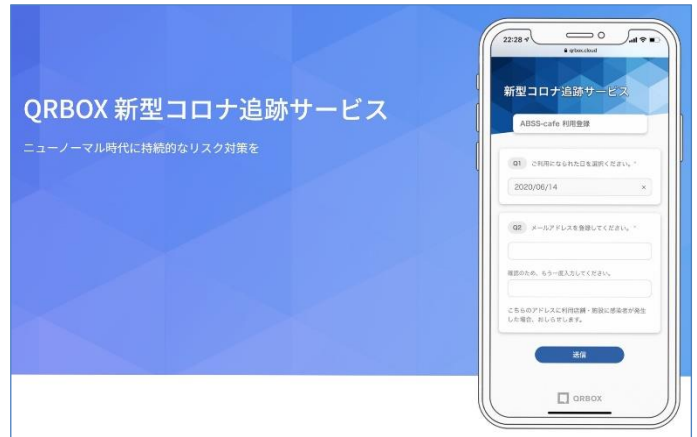 QRBOX 新型コロナ追跡サービス
ニューノーマル時代に持続的なリスク対策を
22:28
qrbox.cloud
新型コロナ追跡サービス
ABSS-cafe 利用登録
Q1 ご利用になられた日を選択ください。*
2020/06/14 ×
Q2 メールアドレスを登録してください。*
確認のため、もう一度入力してください。
こちらのアドレスに利用店舗・施設に感染者が発生
した場合、おしらせします。
送信
QRBOX